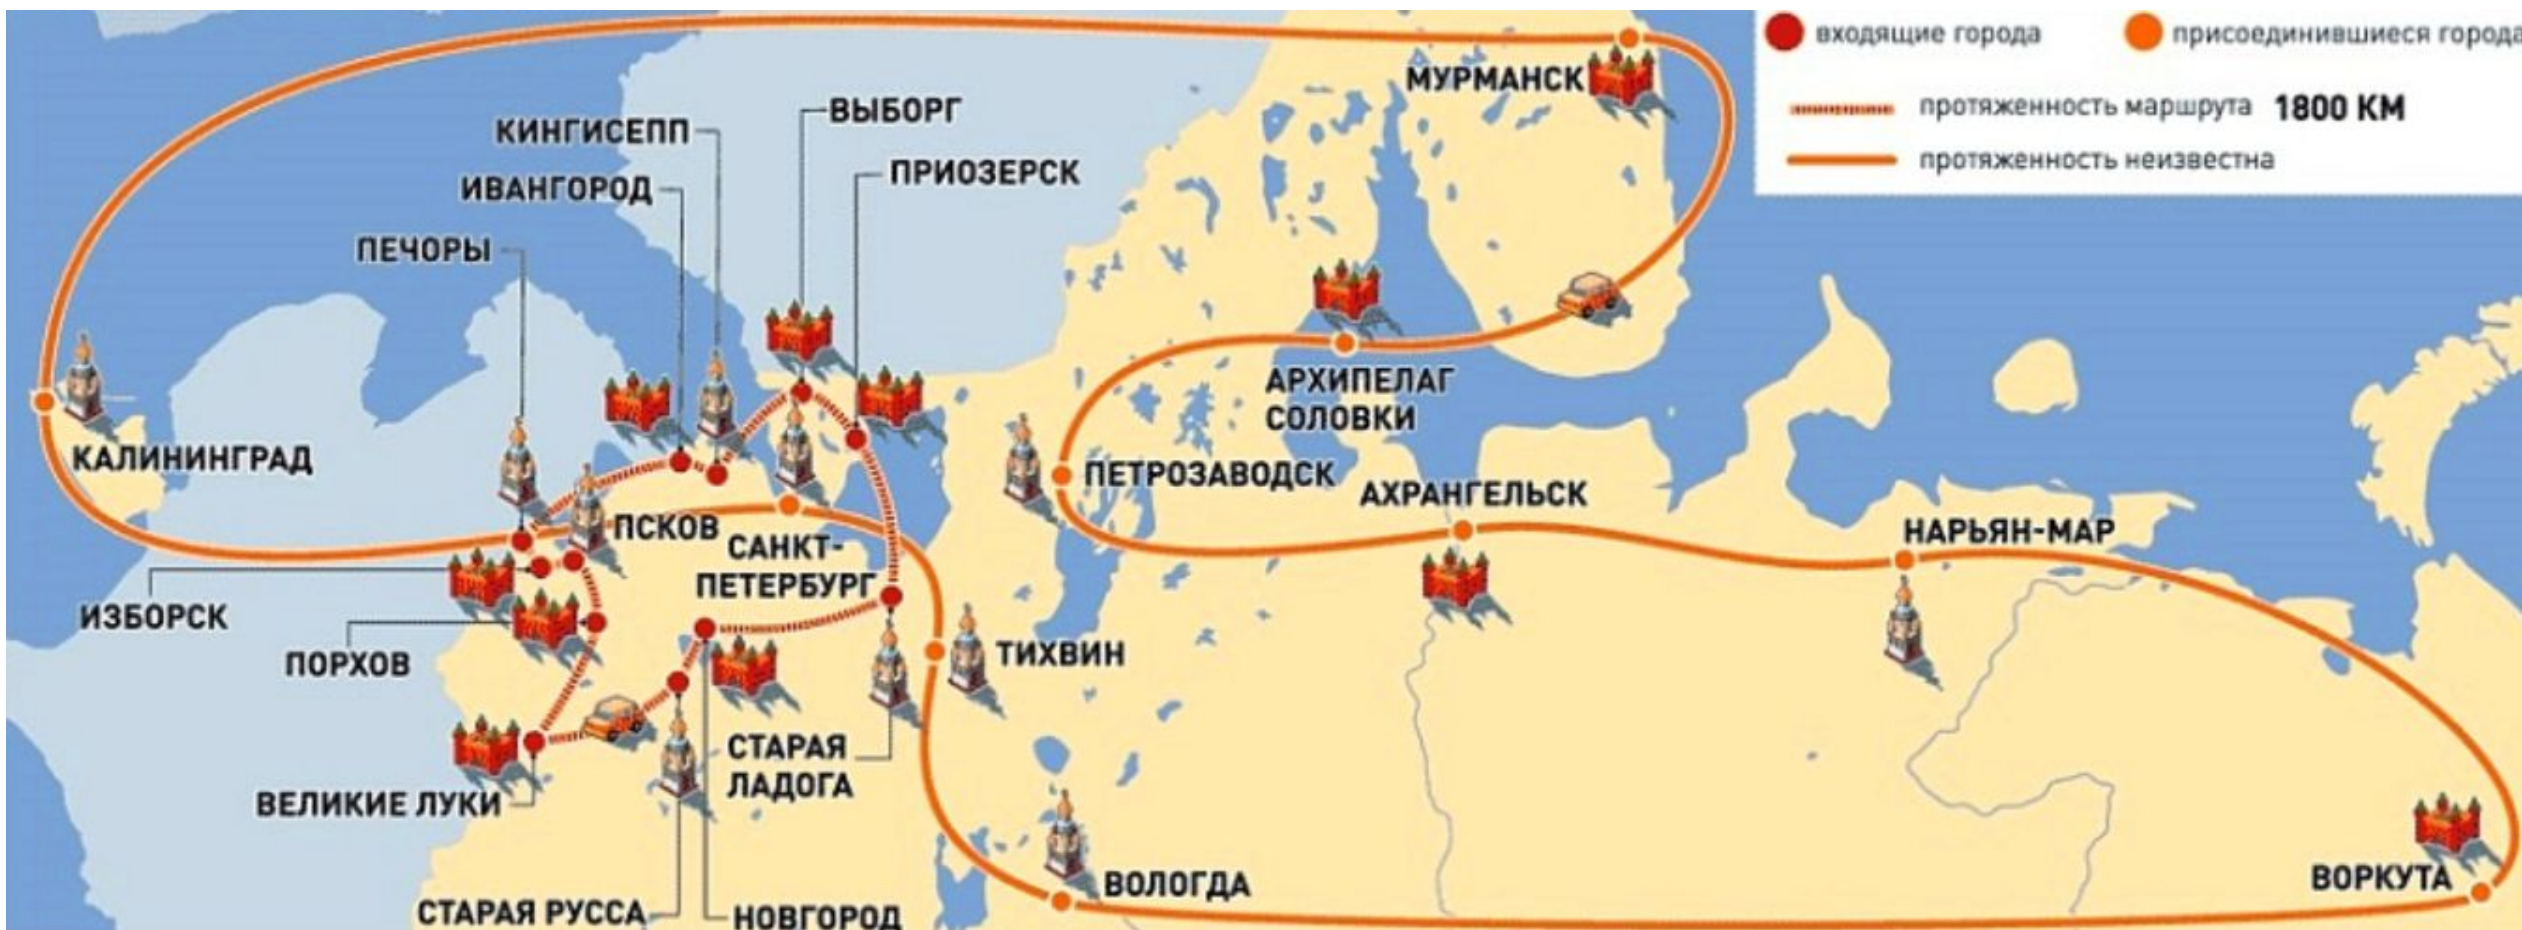 входящие города
присоединившиеся города
МУРМАНСК
протяженность маршрута 1800 КМ
ВЫБОРГ
КИНГИСЕПП
протяженность неизвестна
ПРИОЗЕРСК
ИВАНГОРОД
ПЕЧОРЫ
АРХИПЕЛАГ
СОЛОВКИ
КАЛИНИНГРАД
ПЕТРОЗАВОДСК
АХРАНГЕЛЬСК
ПСКОВ
НАРЬЯН-МАР
САНКТ-
ПЕТЕРБУРГ
ИЗБОРСК
ПОРХОВ
ТИХВИН
СТАРАЯ
ЛАДОГА
ВЕЛИКИЕ ЛУКИ
ВОРКУТА
ВОЛОГДА
СТАРАЯ РУССА
НОВГОРОД